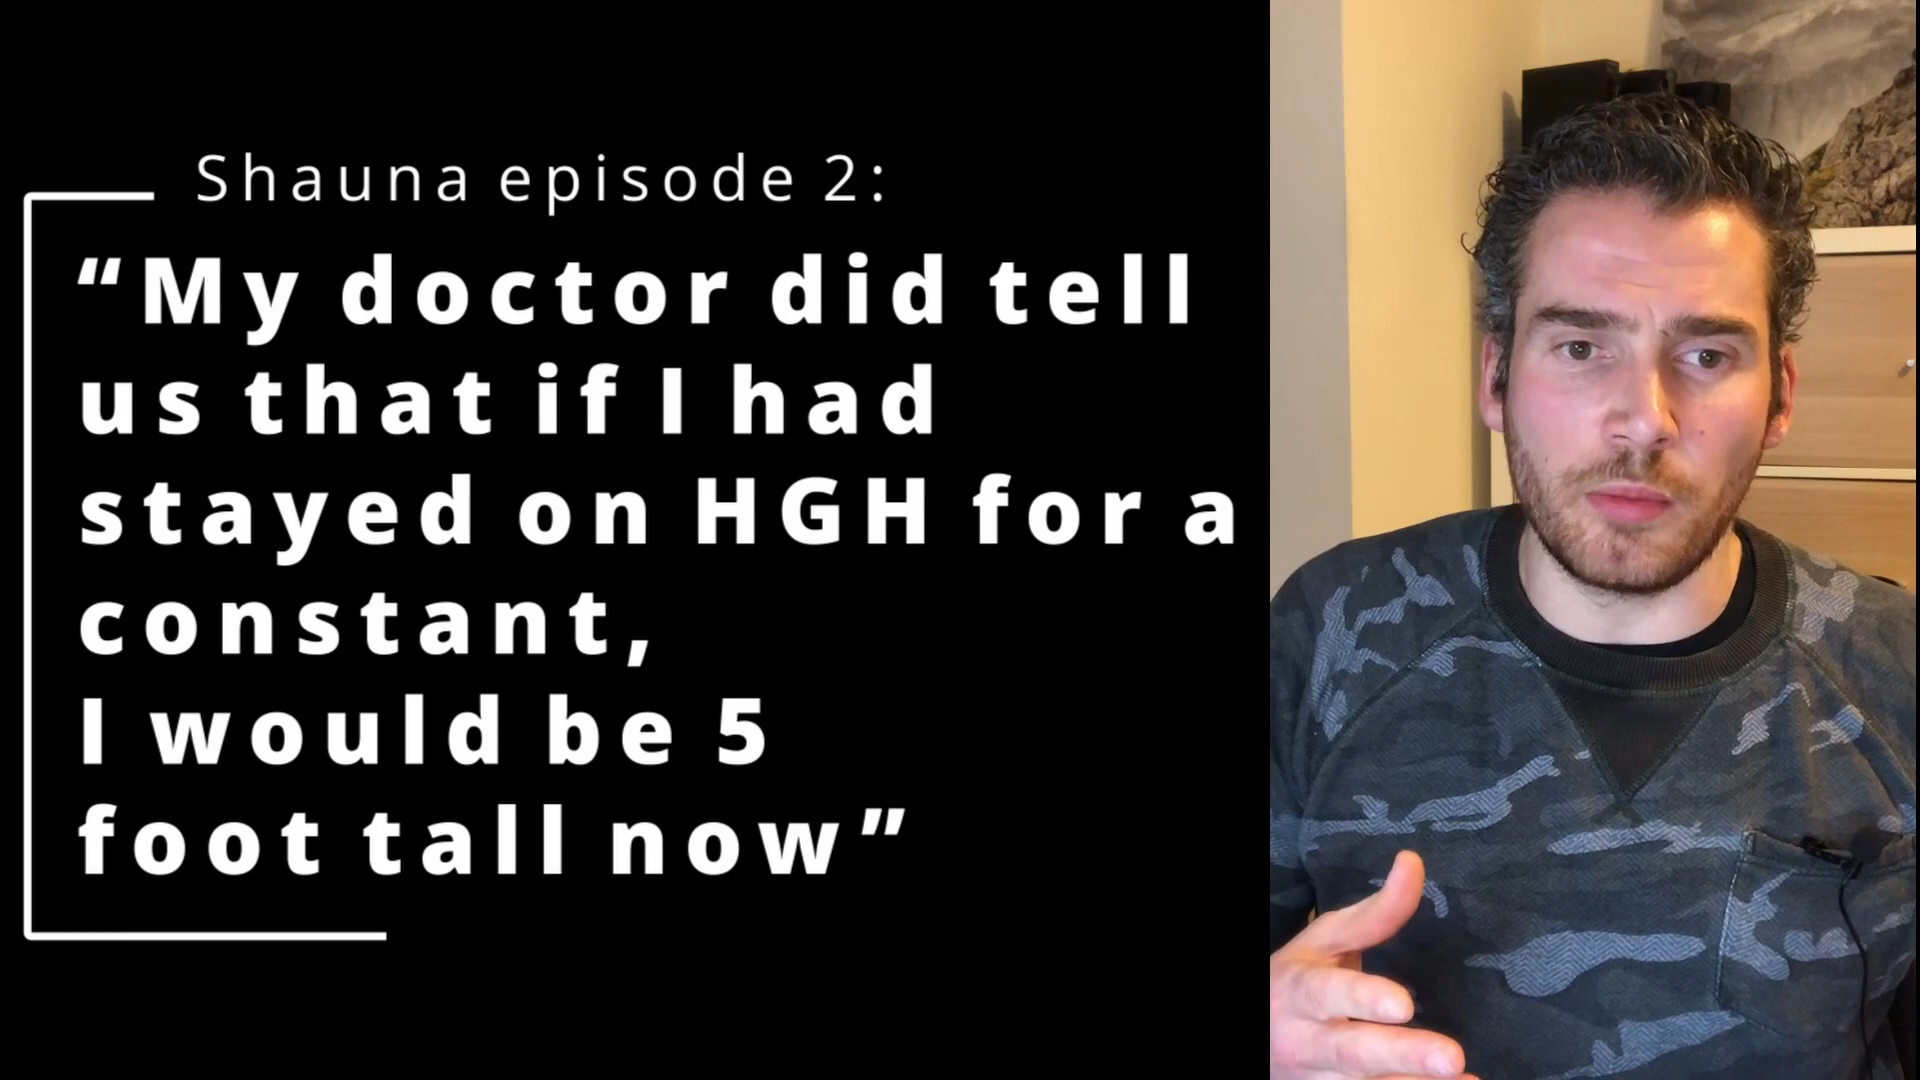 Shauna episode 2:
“My doctor did tell
us that if I had
stayed on HGH for a
constant,
I would be 5
foot tall now”